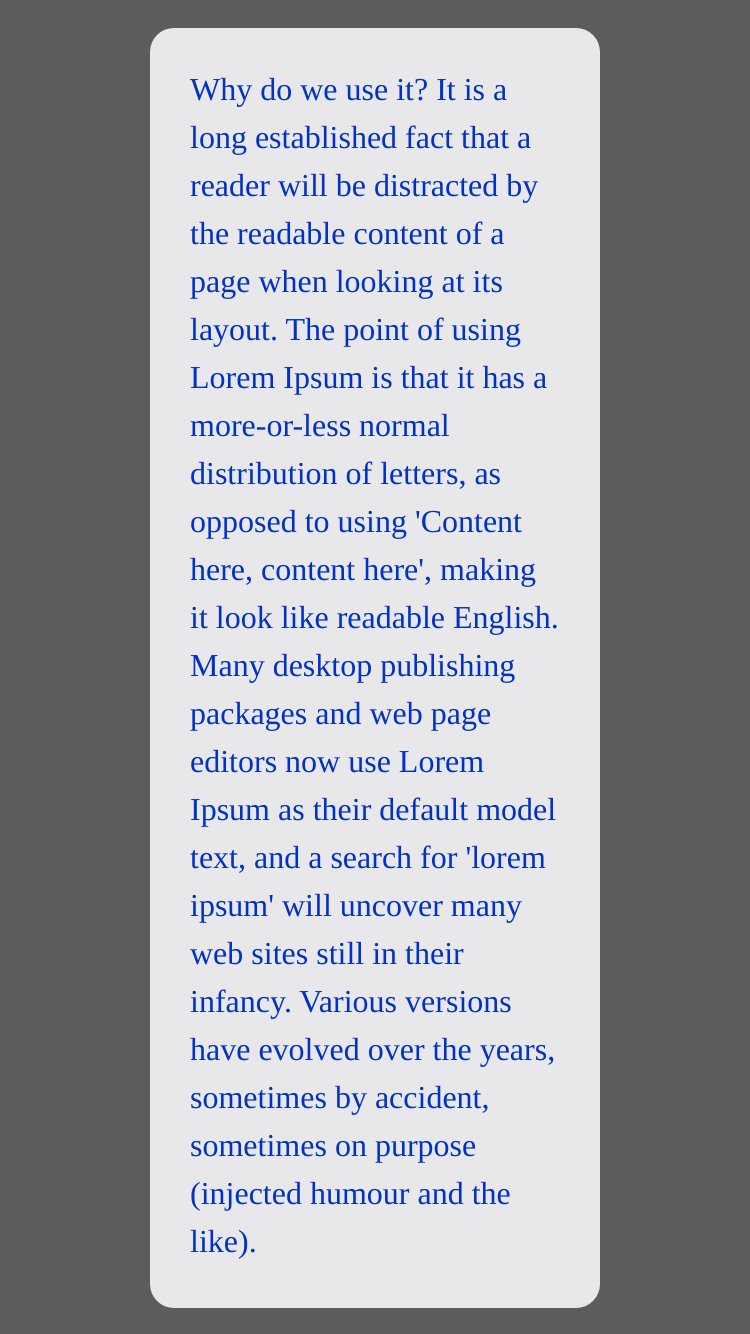 Why do we use it? It is a
long established fact that a
reader will be distracted by
the readable content of a
page when looking at its
layout. The point of using
Lorem Ipsum is that it has a
more-or-less normal
distribution of letters, as
opposed to using 'Content
here, content here', making
it look like readable English.
Many desktop publishing
packages and web page
editors now use Lorem
Ipsum as their default model
text, and a search for 'lorem
ipsum' will uncover many
web sites still in their
infancy. Various versions
have evolved over the years,
sometimes by accident,
sometimes on purpose
(injected humour and the
like).